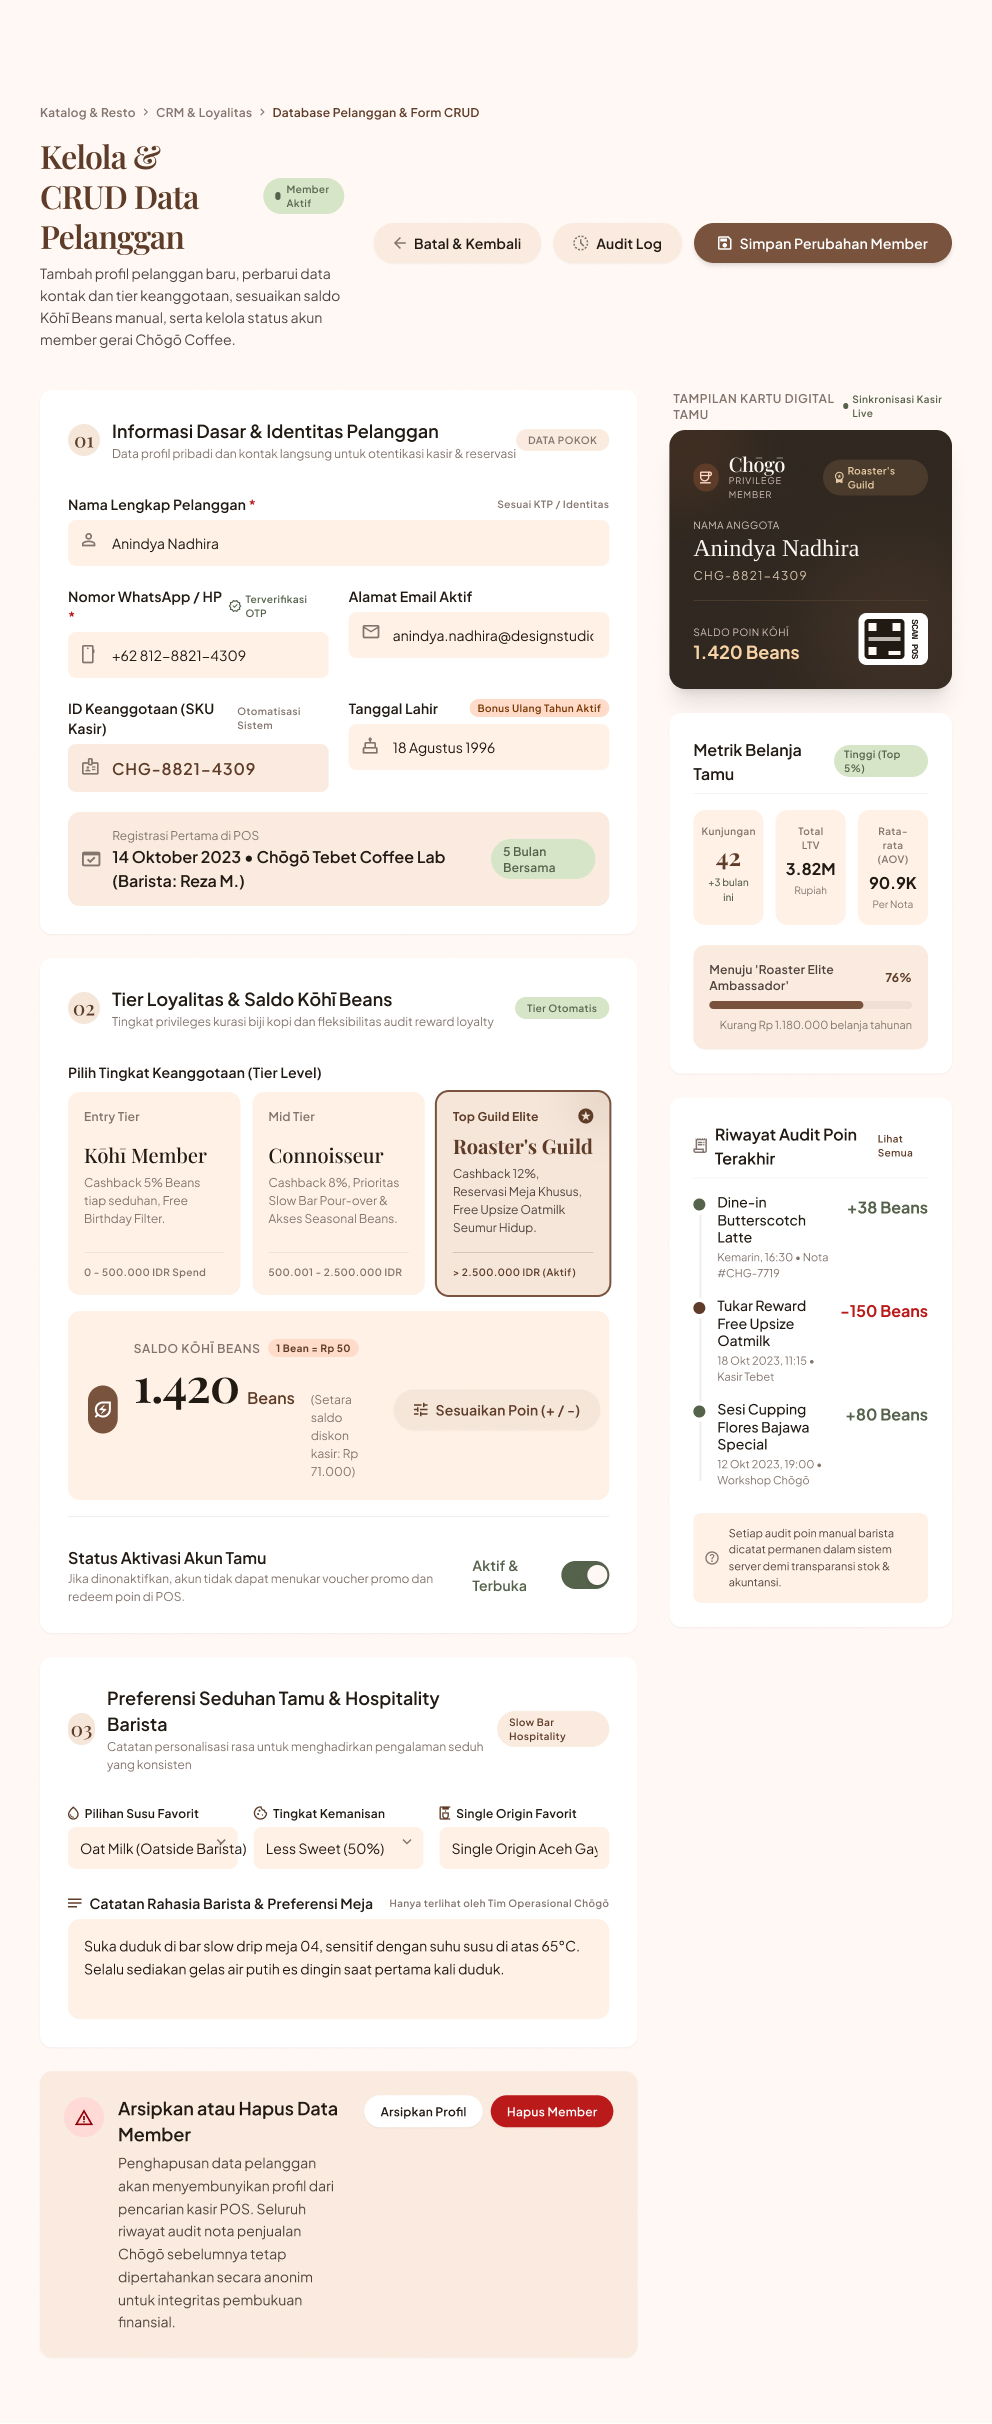 Katalog & Resto > CRM & Loyalitas > Database Pelanggan & Form CRUD
Kelola &
CRUD Data
Pelanggan
Member
Aktif
Tambah profil pelanggan baru, perbarui data
kontak dan tier keanggotaan, sesuaikan saldo
Kōhī Beans manual, serta kelola status akun
member gerai Chōgō Coffee.
Batal & Kembali
Audit Log
Simpan Perubahan Member
01
Informasi Dasar & Identitas Pelanggan
Data profil pribadi dan kontak langsung untuk otentikasi kasir & reservasi
DATA POKOK
Nama Lengkap Pelanggan *
Sesuai KTP / Identitas
Anindya Nadhira
Nomor WhatsApp / HP
*
Terverifikasi
OTP
+62 812-8821-4309
Alamat Email Aktif
anindya.nadhira@designstudio
ID Keanggotaan (SKU
Kasir)
Otomatisasi
Sistem
CHG-8821-4309
Tanggal Lahir
Bonus Ulang Tahun Aktif
18 Agustus 1996
Registrasi Pertama di POS
14 Oktober 2023 • Chōgō Tebet Coffee Lab
(Barista: Reza M.)
5 Bulan
Bersama
02
Tier Loyalitas & Saldo Kōhī Beans
Tingkat privileges kurasi biji kopi dan fleksibilitas audit reward loyalty
Tier Otomatis
Pilih Tingkat Keanggotaan (Tier Level)
Entry Tier
Kōhī Member
Cashback 5% Beans
tiap seduhan, Free
Birthday Filter.
0 - 500.000 IDR Spend
Mid Tier
Connoisseur
Cashback 8%, Prioritas
Slow Bar Pour-over &
Akses Seasonal Beans.
500.001 - 2.500.000 IDR
Top Guild Elite
Roaster's Guild
Cashback 12%,
Reservasi Meja Khusus,
Free Upsize Oatmilk
Seumur Hidup.
> 2.500.000 IDR (Aktif)
SALDO KŌHĪ BEANS
1 Bean = Rp 50
1.420 Beans
(Setara
saldo
diskon
kasir: Rp
71.000)
Sesuaikan Poin (+ / -)
Status Aktivasi Akun Tamu
Jika dinonaktifkan, akun tidak dapat menukar voucher promo dan
redeem poin di POS.
Aktif &
Terbuka
03
Preferensi Seduhan Tamu & Hospitality
Barista
Catatan personalisasi rasa untuk menghadirkan pengalaman seduh
yang konsisten
Slow Bar
Hospitality
Pilihan Susu Favorit
Oat Milk (Oatside Barista)
Tingkat Kemanisan
Less Sweet (50%)
Single Origin Favorit
Single Origin Aceh Gay
Catatan Rahasia Barista & Preferensi Meja
Hanya terlihat oleh Tim Operasional Chōgō
Suka duduk di bar slow drip meja 04, sensitif dengan suhu susu di atas 65°C.
Selalu sediakan gelas air putih es dingin saat pertama kali duduk.
Arsipkan atau Hapus Data
Member
Penghapusan data pelanggan
akan menyembunyikan profil dari
pencarian kasir POS. Seluruh
riwayat audit nota penjualan
Chōgō sebelumnya tetap
dipertahankan secara anonim
untuk integritas pembukuan
finansial.
Arsipkan Profil
Hapus Member
TAMPILAN KARTU DIGITAL
TAMU
Sinkronisasi Kasir
Live
Chōgō
PRIVILEGE
MEMBER
Roaster's
Guild
NAMA ANGGOTA
Anindya Nadhira
CHG-8821-4309
SALDO POIN KŌHĪ
1.420 Beans
SCAN POS
Metrik Belanja
Tamu
Tinggi (Top
5%)
Kunjungan
42
+3 bulan
ini
Total
LTV
3.82M
Rupiah
Rata-
rata
(AOV)
90.9K
Per Nota
Menuju 'Roaster Elite
Ambassador'
76%
Kurang Rp 1.180.000 belanja tahunan
Riwayat Audit Poin
Terakhir
Lihat
Semua
Dine-in
Butterscotch
Latte
Kemarin, 16:30 • Nota
#CHG-7719
+38 Beans
Tukar Reward
Free Upsize
Oatmilk
18 Okt 2023, 11:15 •
Kasir Tebet
-150 Beans
Sesi Cupping
Flores Bajawa
Special
12 Okt 2023, 19:00 •
Workshop Chōgō
+80 Beans
Setiap audit poin manual barista
dicatat permanen dalam sistem
server demi transparansi stok &
akuntansi.